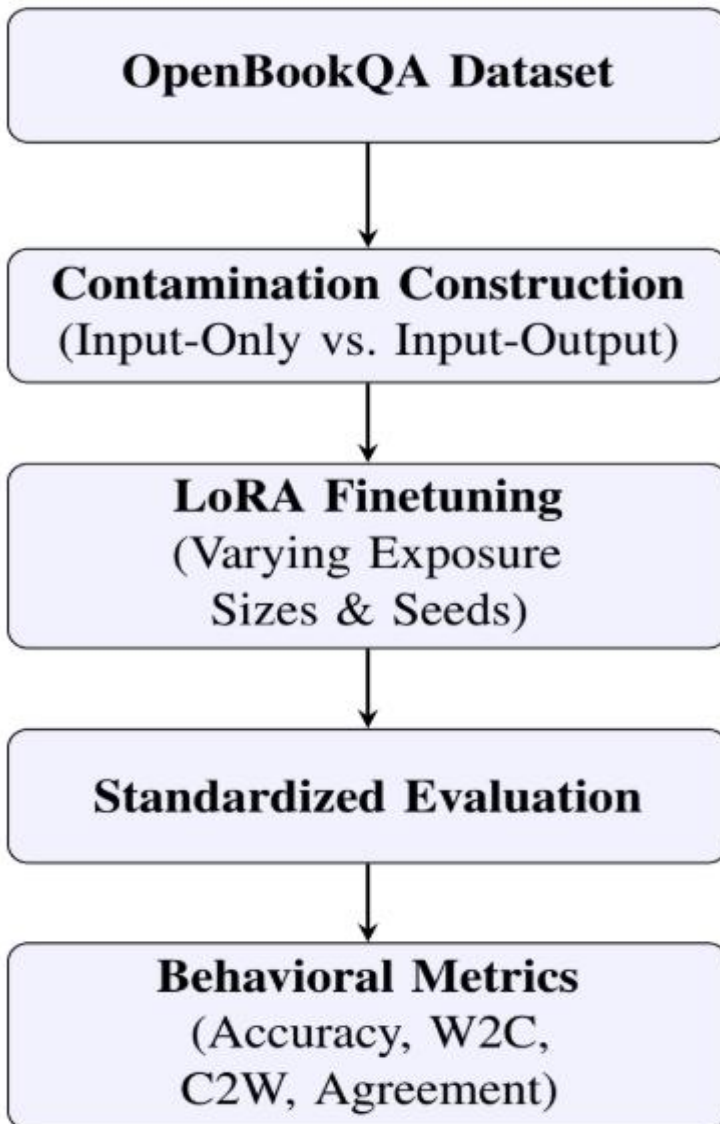 OpenBookQA Dataset
Contamination Construction
(Input-Only vs. Input-Output)
LoRA Finetuning
(Varying Exposure
Sizes & Seeds)
Standardized Evaluation
Behavioral Metrics
(Accuracy, W2C,
C2W, Agreement)